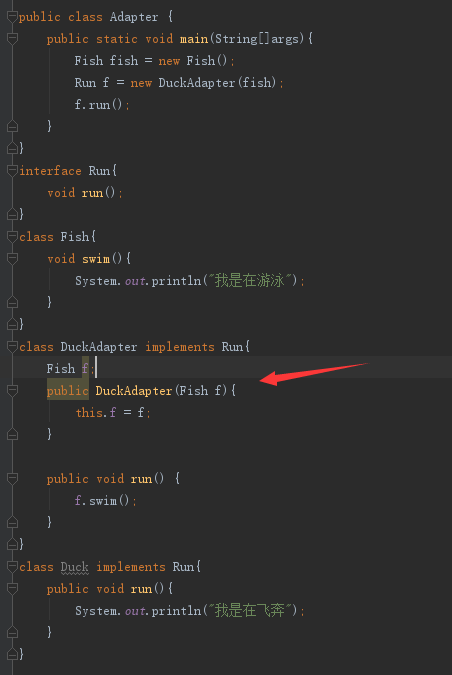 public class Adapter {
    public static void main(String[]args){
        Fish fish = new Fish();
        Run f = new DuckAdapter(fish);
        f.run();
    }
}
interface Run{
    void run();
}
class Fish{
    void swim(){
        System.out.println("我是在游泳");
    }
}
class DuckAdapter implements Run{
    Fish f;
    public DuckAdapter(Fish f){
        this.f = f;
    }

    public void run() {
        f.swim();
    }
}
class Duck implements Run{
    public void run(){
        System.out.println("我是在飞奔");
    }
}